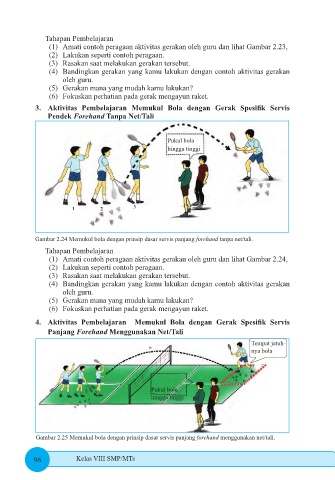 Tahapan Pembelajaran
(1) Amati contoh peragaan aktivitas gerakan oleh guru dan lihat Gambar 2.23,
(2) Lakukan seperti contoh peragaan.
(3) Rasakan saat melakukan gerakan tersebut.
(4) Bandingkan gerakan yang kamu lakukan dengan contoh aktivitas gerakan
oleh guru.
(5) Gerakan mana yang mudah kamu lakukan?
(6) Fokuskan perhatian pada gerak mengayun raket.
3. Aktivitas Pembelajaran Memukul Bola dengan Gerak Spesifik Servis
Pendek Forehand Tanpa Net/Tali
Pukul bola
hingga tinggi
1 2 3
Gambar 2.24 Memukul bola dengan prinsip dasar servis panjang forehand tanpa net/tali.
Tahapan Pembelajaran
(1) Amati contoh peragaan aktivitas gerakan oleh guru dan lihat Gambar 2.24,
(2) Lakukan seperti contoh peragaan.
(3) Rasakan saat melakukan gerakan tersebut.
(4) Bandingkan gerakan yang kamu lakukan dengan contoh aktivitas gerakan
oleh guru.
(5) Gerakan mana yang mudah kamu lakukan?
(6) Fokuskan perhatian pada gerak mengayun raket.
4. Aktivitas Pembelajaran Memukul Bola dengan Gerak Spesifik Servis
Panjang Forehand Menggunakan Net/Tali
Tempat jatuh-
nya bola
Pukul bola
hingga tinggi
Gambar 2.25 Memukul bola dengan prinsip dasar servis panjang forehand menggunakan net/tali.
96 Kelas VIII SMP/MTs